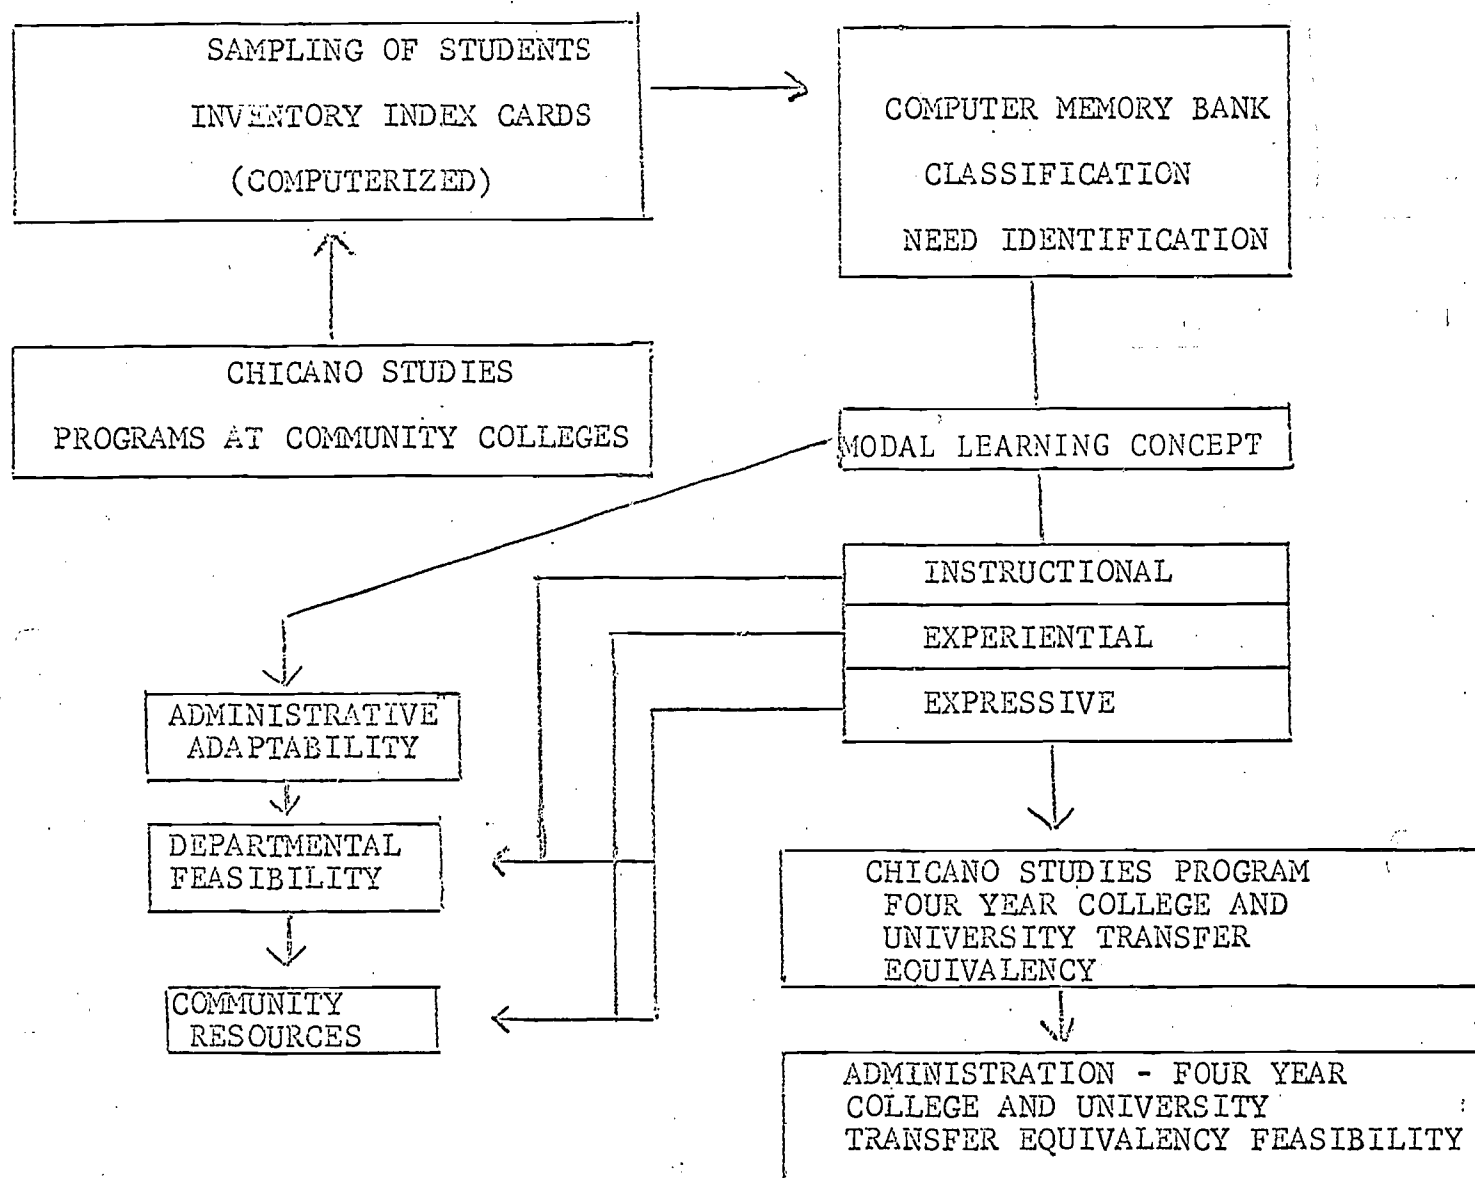 SAMPLING OF STUDENTS
INVENTORY INDEX CARDS
(COMPUTERIZED)
COMPUTER MEMORY BANK
CLASSIFICATION
NEED IDENTIFICATION
CHICANO STUDIES
PROGRAMS AT COMMUNITY COLLEGES
MODAL LEARNING CONCEPT
INSTRUCTIONAL
EXPERIENTIAL
EXPRESSIVE
ADMINISTRATIVE
ADAPTABILITY
DEPARTMENTAL
FEASIBILITY
COMMUNITY
RESOURCES
CHICANO STUDIES PROGRAM
FOUR YEAR COLLEGE AND
UNIVERSITY TRANSFER
EQUIVALENCY
ADMINISTRATION - FOUR YEAR
COLLEGE AND UNIVERSITY
TRANSFER EQUIVALENCY FEASIBILITY